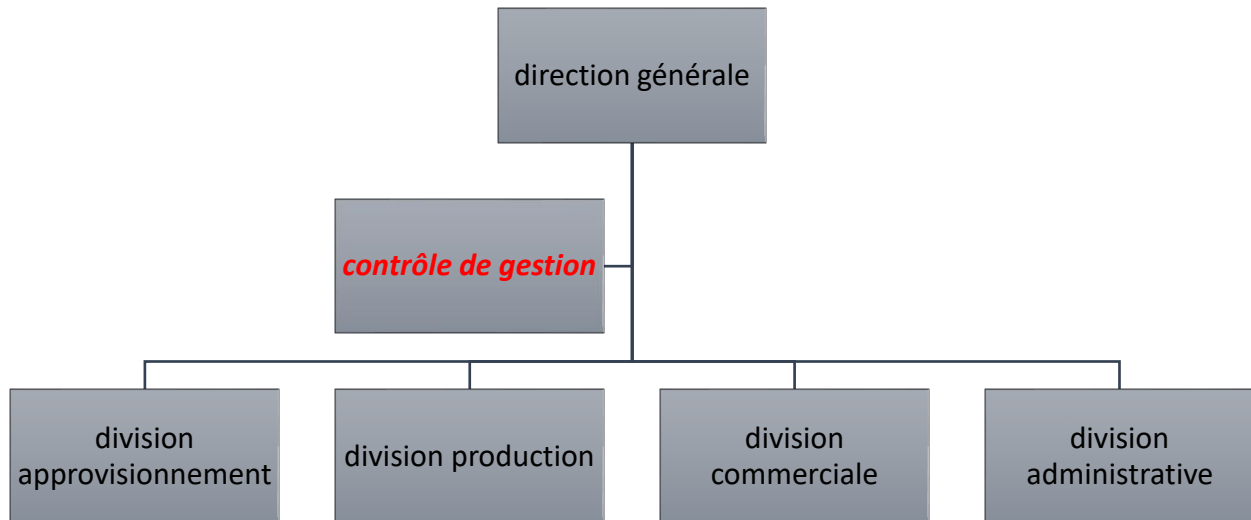 direction générale
contrôle de gestion
division
approvisionnement
division production
division
commerciale
division
administrative